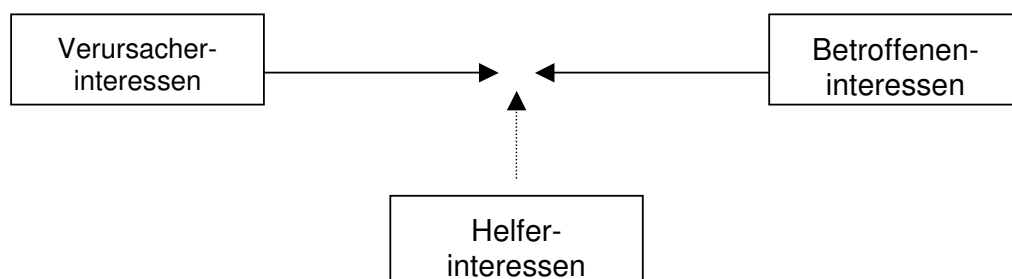 Verursacher-
interessen
Betroffenen-
interessen
Helfer-
interessen